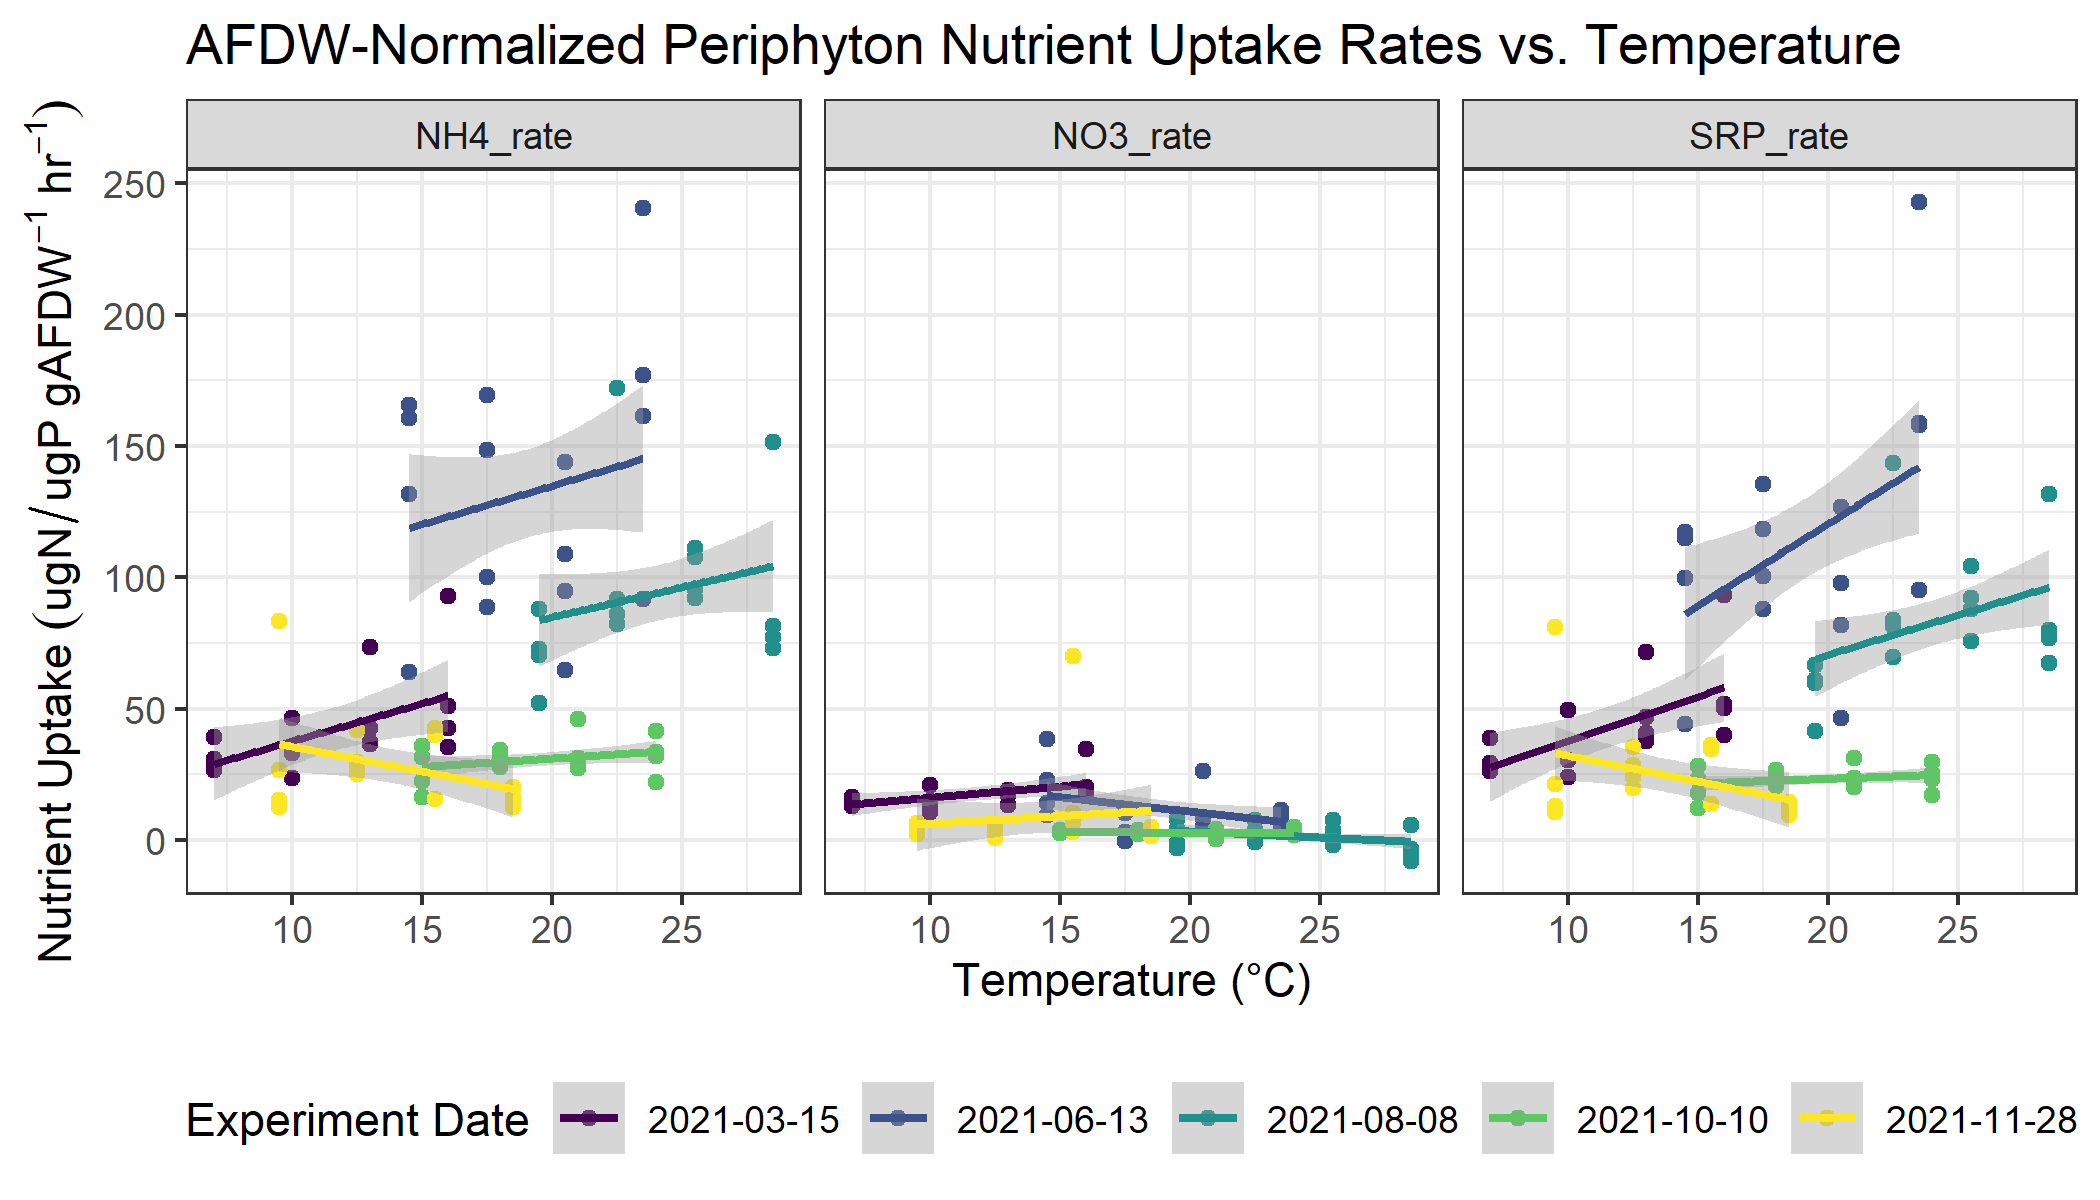 AFDW-Normalized Periphyton Nutrient Uptake Rates vs. Temperature
NH4_rate NO3_rate SRP_rate
Nutrient Uptake (ugN/ugP gAFDW⁻¹ hr⁻¹)
250
200
150
100
50
0
10 15 20 25 10 15 20 25 10 15 20 25
Temperature (°C)
Experiment Date 2021-03-15 2021-06-13 2021-08-08 2021-10-10 2021-11-28